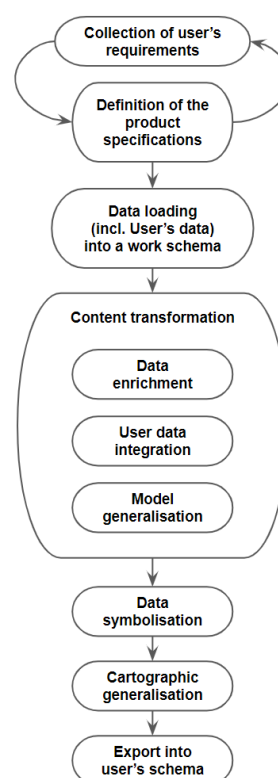 Collection of user's
requirements
Definition of the
product
specifications
Data loading
(incl. User's data)
into a work schema
Content transformation
Data
enrichment
User data
integration
Model
generalisation
Data
symbolisation
Cartographic
generalisation
Export into
user's schema